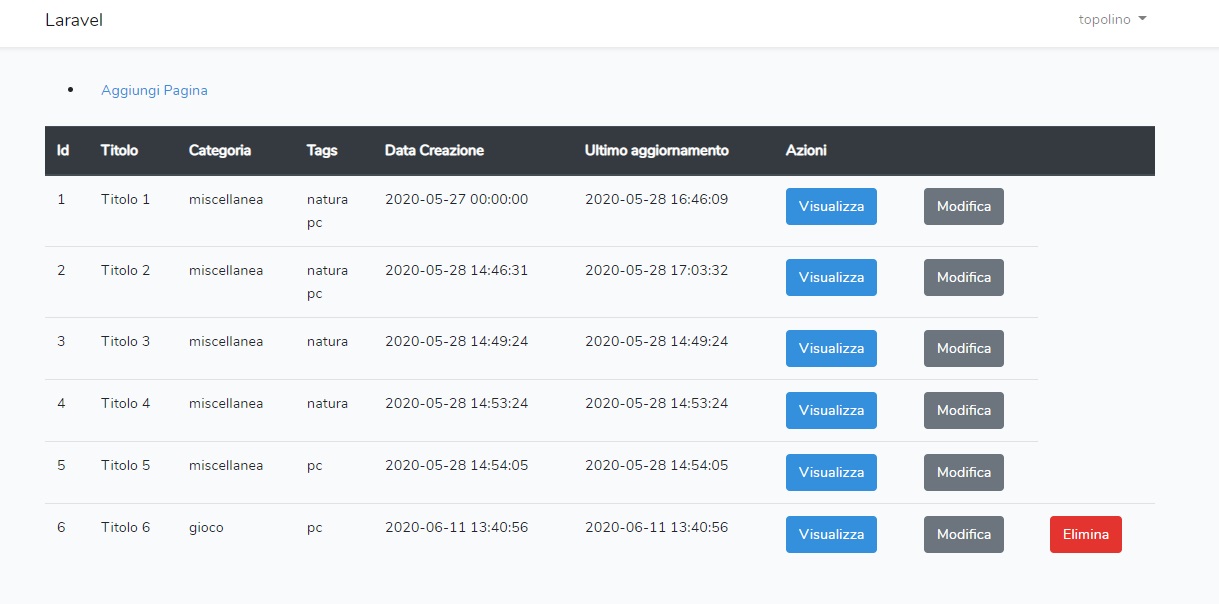 Laravel
topolino
Aggiungi Pagina
Id Titolo Categoria Tags Data Creazione Ultimo aggiornamento Azioni
1 Titolo 1 miscellanea natura 2020-05-27 00:00:00 2020-05-28 16:46:09 Visualizza Modifica
pc
2 Titolo 2 miscellanea natura 2020-05-28 14:46:31 2020-05-28 17:03:32 Visualizza Modifica
pc
3 Titolo 3 miscellanea natura 2020-05-28 14:49:24 2020-05-28 14:49:24 Visualizza Modifica
4 Titolo 4 miscellanea natura 2020-05-28 14:53:24 2020-05-28 14:53:24 Visualizza Modifica
5 Titolo 5 miscellanea pc 2020-05-28 14:54:05 2020-05-28 14:54:05 Visualizza Modifica
6 Titolo 6 gioco pc 2020-06-11 13:40:56 2020-06-11 13:40:56 Visualizza Modifica Elimina